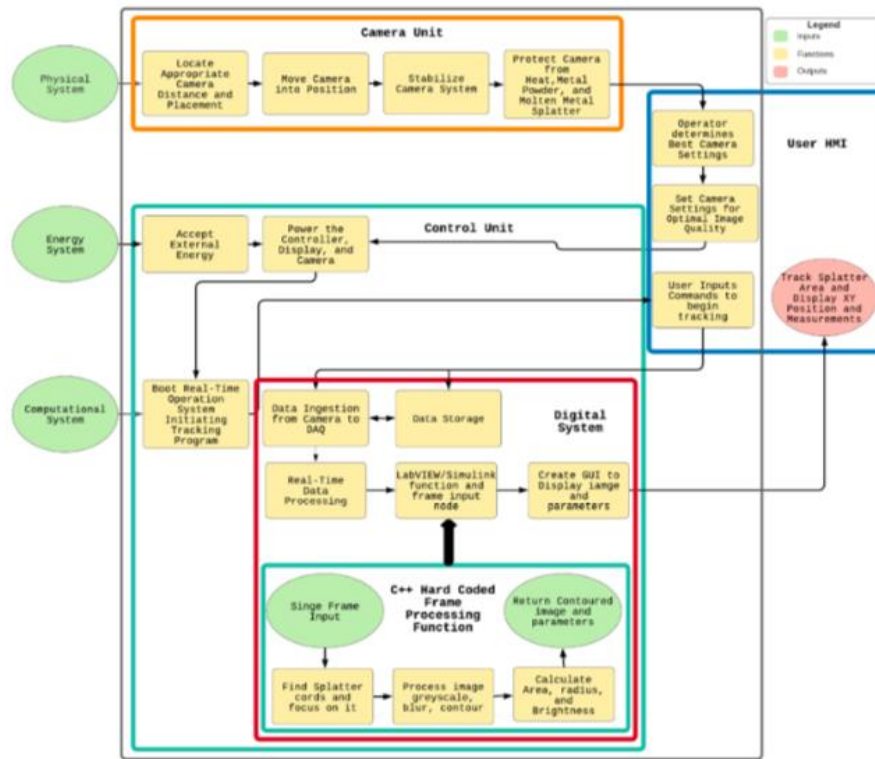 Legend
Inputs
Functions
Outputs
Camera Unit
Physical
System
Locate
Appropriate
Camera
Distance and
Placement
Move Camera
into Position
Stabilize
Camera System
Protect Camera
from
Heat,Metal
Powder, and
Molten Metal
Splatter
User HMI
Operator
determines
Best Camera
Settings
Set Camera
Settings for
Optimal Image
Quality
Control Unit
Energy
System
Accept
External
Energy
Power the
Controller,
Display, and
Camera
User Inputs
Commands to
begin
tracking
Track Splatter
Area and
Display XY
Position and
Measurements
Computational
System
Boot Real-Time
Operation
System
Initiating
Tracking
Program
Digital
System
Data Ingestion
from Camera to
DAQ
Data Storage
Real-Time
Data
Processing
LabVIEW/Simulink
function and
frame input
node
Create GUI to
Display iamge
and
parameters
C++ Hard Coded
Frame
Processing
Function
Singe Frame
Input
Return Contoured
image and
parameters
Find Splatter
cords and
focus on it
Process image
greyscale,
blur, contour
Calculate
Area, radius,
and
Brightness